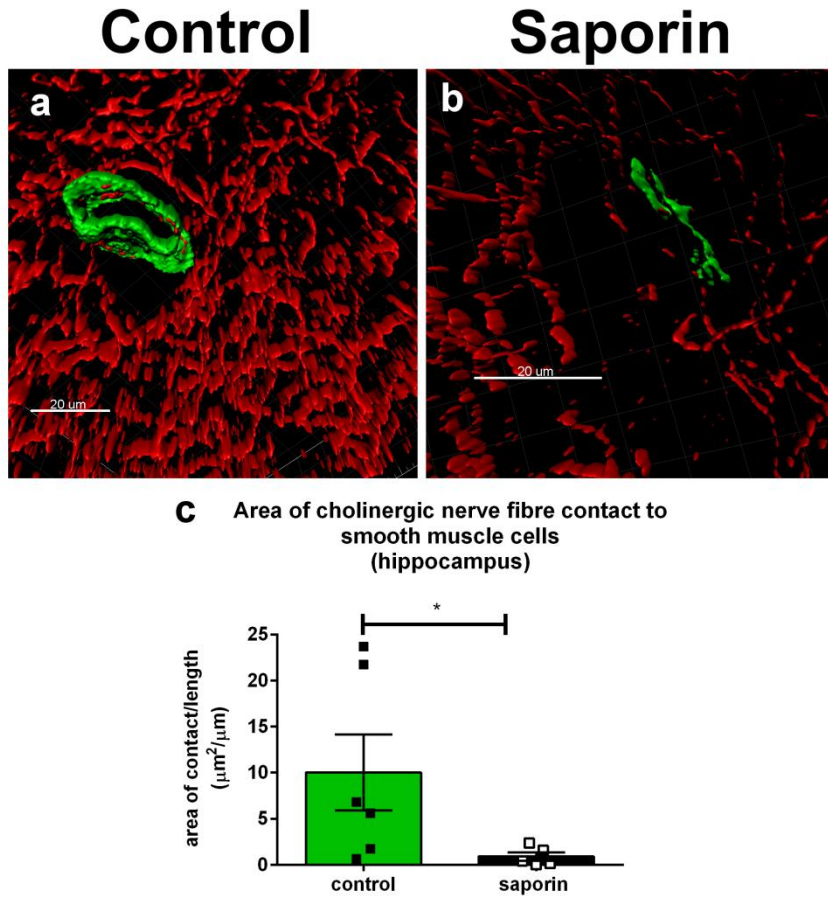 Control
Saporin
a
b
20 um
20 um
c
Area of cholinergic nerve fibre contact to
smooth muscle cells
(hippocampus)
*
area of contact/length
(μm²/μm)
25
20
15
10
5
0
control
saporin